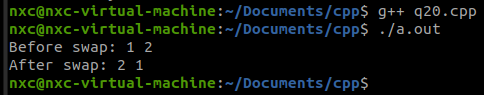 nxc@nxc-virtual-machine:~/Documents/cpp$ g++ q20.cpp
nxc@nxc-virtual-machine:~/Documents/cpp$ ./a.out
Before swap: 1 2
After swap: 2 1
nxc@nxc-virtual-machine:~/Documents/cpp$